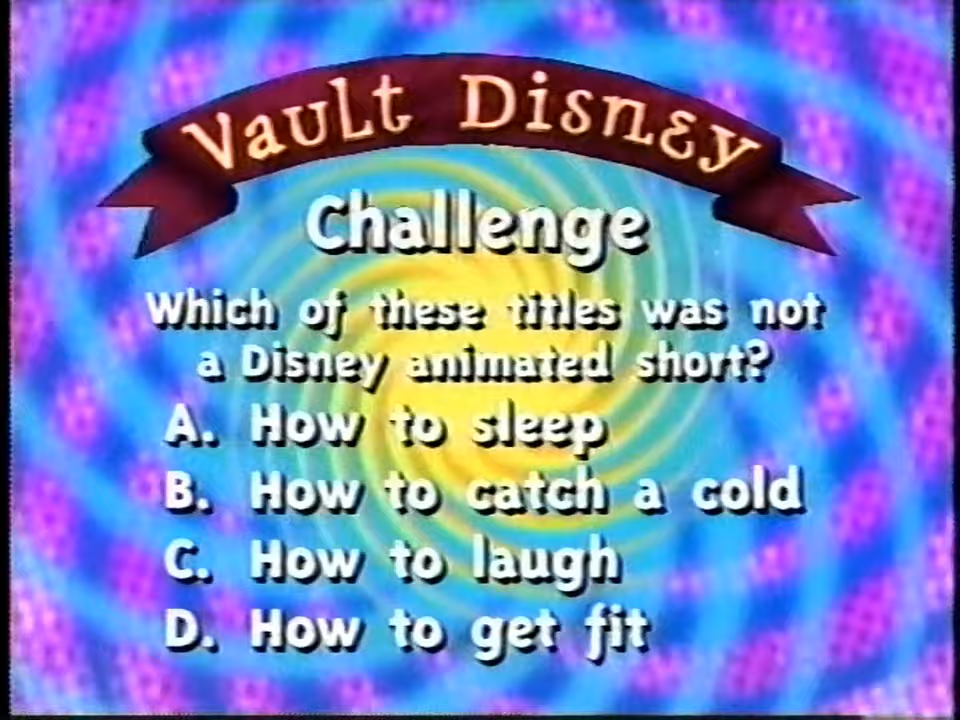 Vault Disney
Challenge
Which of these titles was not
a Disney animated short?
A. How to sleep
B. How to catch a cold
C. How to laugh
D. How to get fit